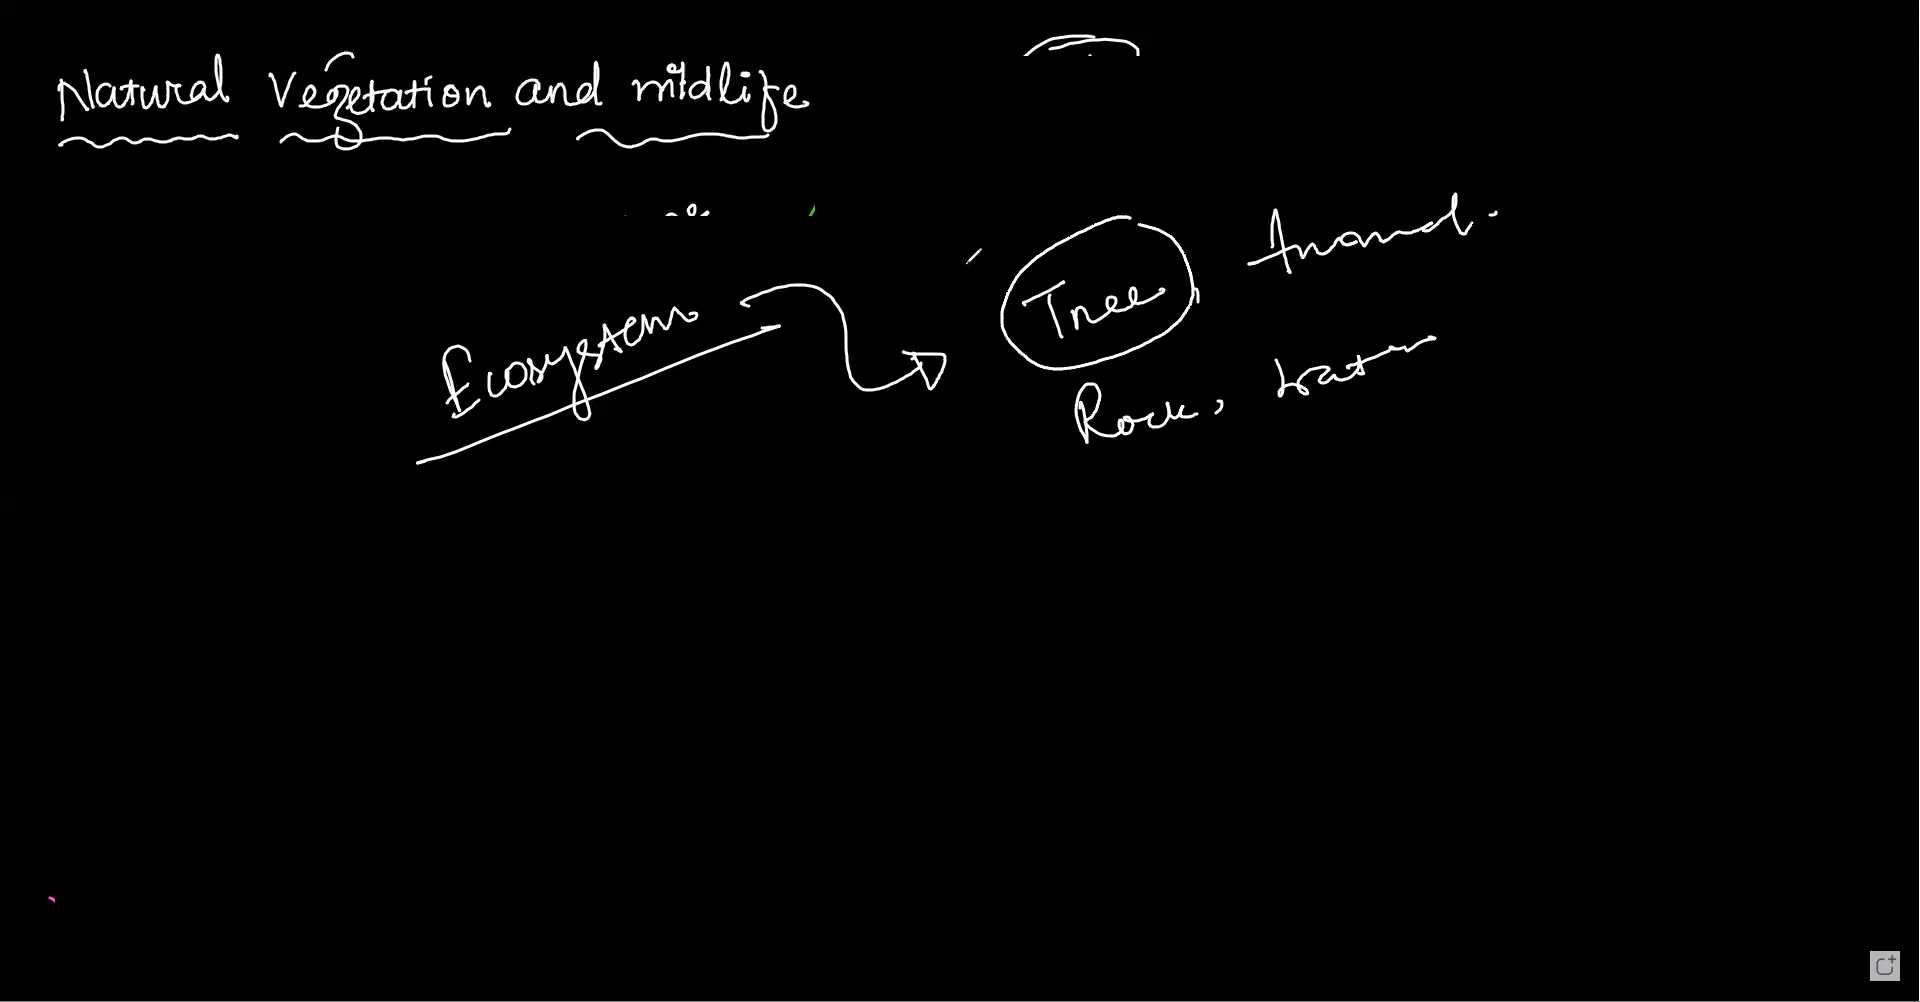 Natural Vegetation and wildlife
Ecosystem
Tree, Animal.
Rock, water